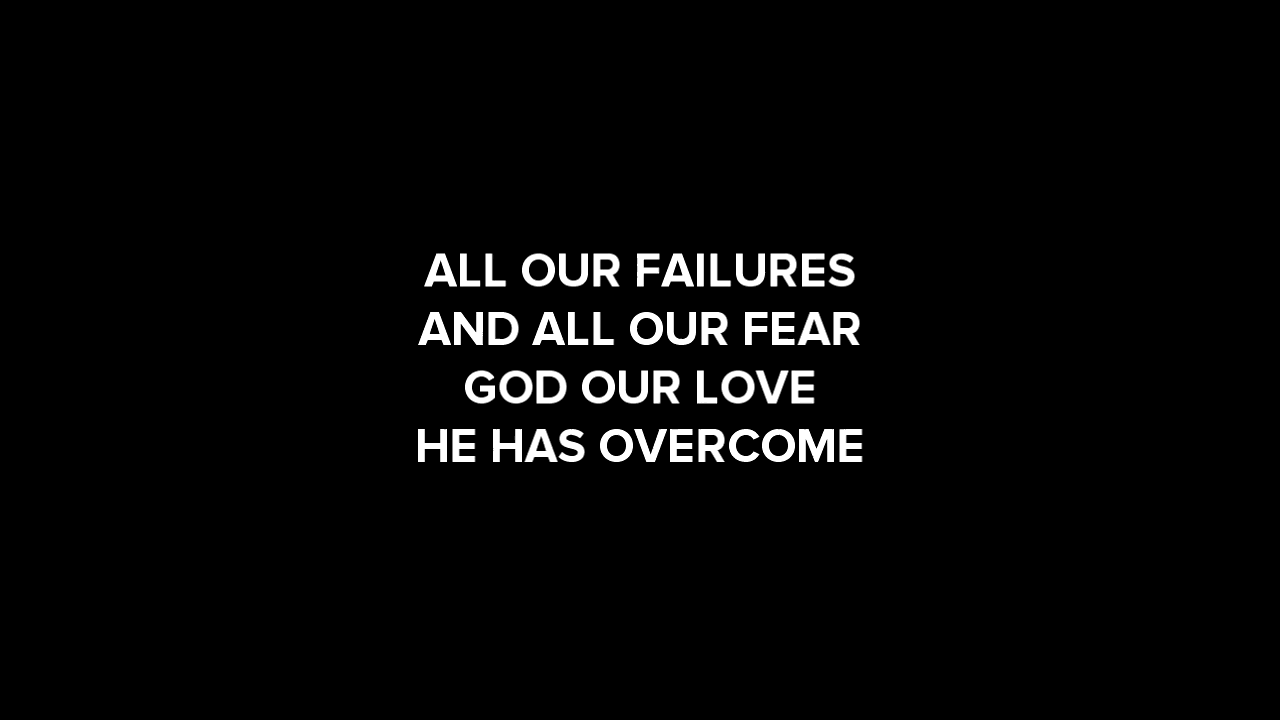 ALL OUR FAILURES
AND ALL OUR FEAR
GOD OUR LOVE
HE HAS OVERCOME